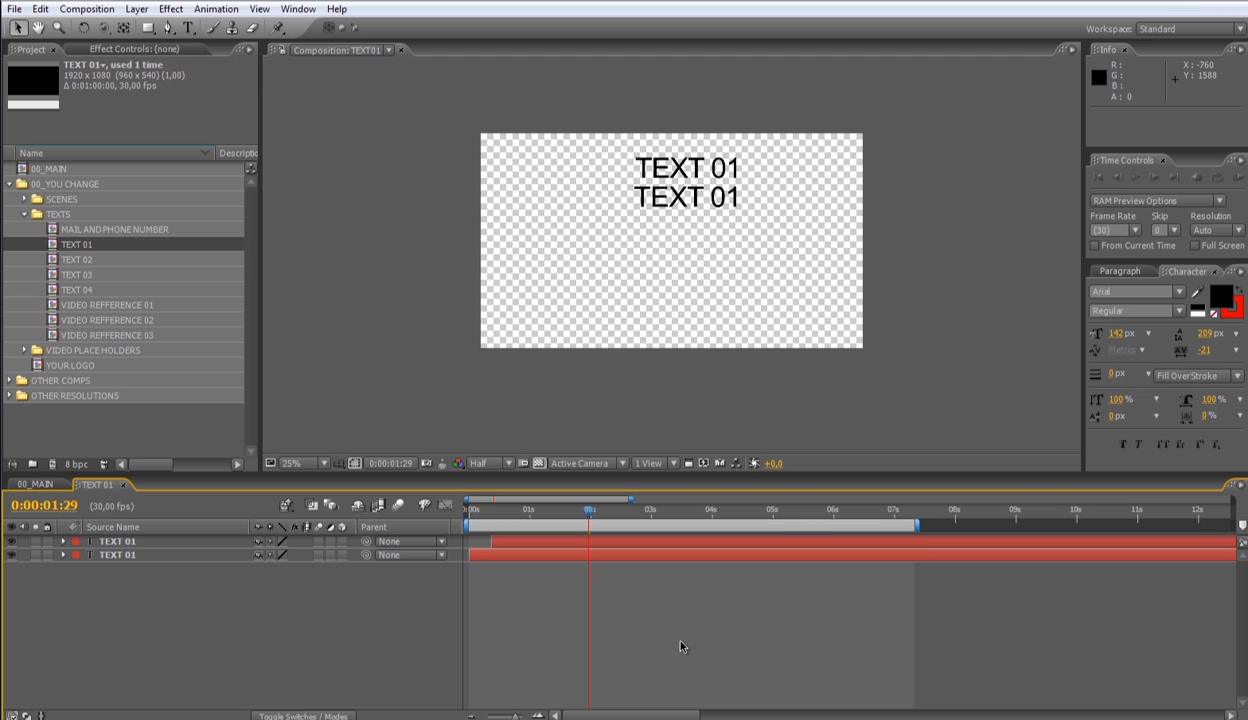 File Edit Composition Layer Effect Animation View Window Help
Workspace: Standard
Project Effect Controls: (none)
Composition: TEXT 01
Info
TEXT 01, used 1 time
1920 x 1080 (960 x 540) (1,00)
Δ 0:01:00:00, 30,00 fps
R :
G :
B :
A : 0
X : -760
Y : 1588
Name Descriptio
00_MAIN
00_YOU CHANGE
SCENES
TEXTS
MAIL AND PHONE NUMBER
TEXT 01
TEXT 02
TEXT 03
TEXT 04
VIDEO REFFERENCE 01
VIDEO REFFERENCE 02
VIDEO REFFERENCE 03
VIDEO PLACE HOLDERS
YOUR LOGO
OTHER COMPS
OTHER RESOLUTIONS
TEXT 01
TEXT 01
Time Controls
RAM Preview Options
Frame Rate Skip Resolution
(30) 0 Auto
From Current Time Full Screen
Paragraph Character
Arial
Regular
142 px 209 px
Metrics -21
0 px Fill Over Stroke
100 % 100 %
0 px 0 %
8 bpc
25% 0:00:01:29 Half Active Camera 1 View +0,0
00_MAIN TEXT 01
0:00:01:29 (30,00 fps)
:00s 01s 03s 04s 05s 06s 07s 08s 09s 10s 11s 12s
Source Name Parent
TEXT 01 None
TEXT 01 None
Toggle Switches / Modes